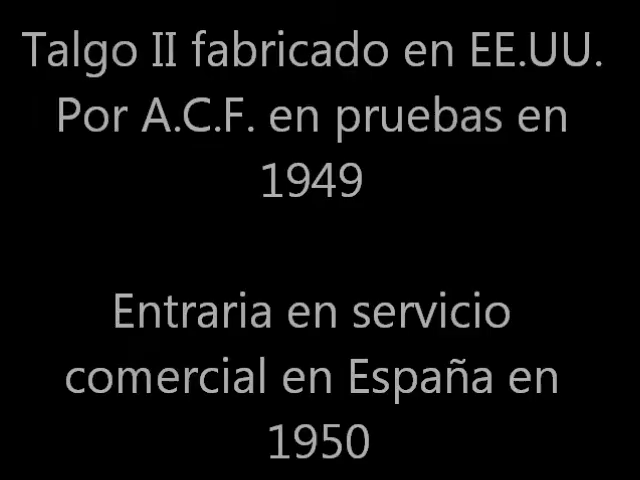 Talgo II fabricado en EE.UU.
Por A.C.F. en pruebas en
1949
Entraria en servicio
comercial en España en
1950